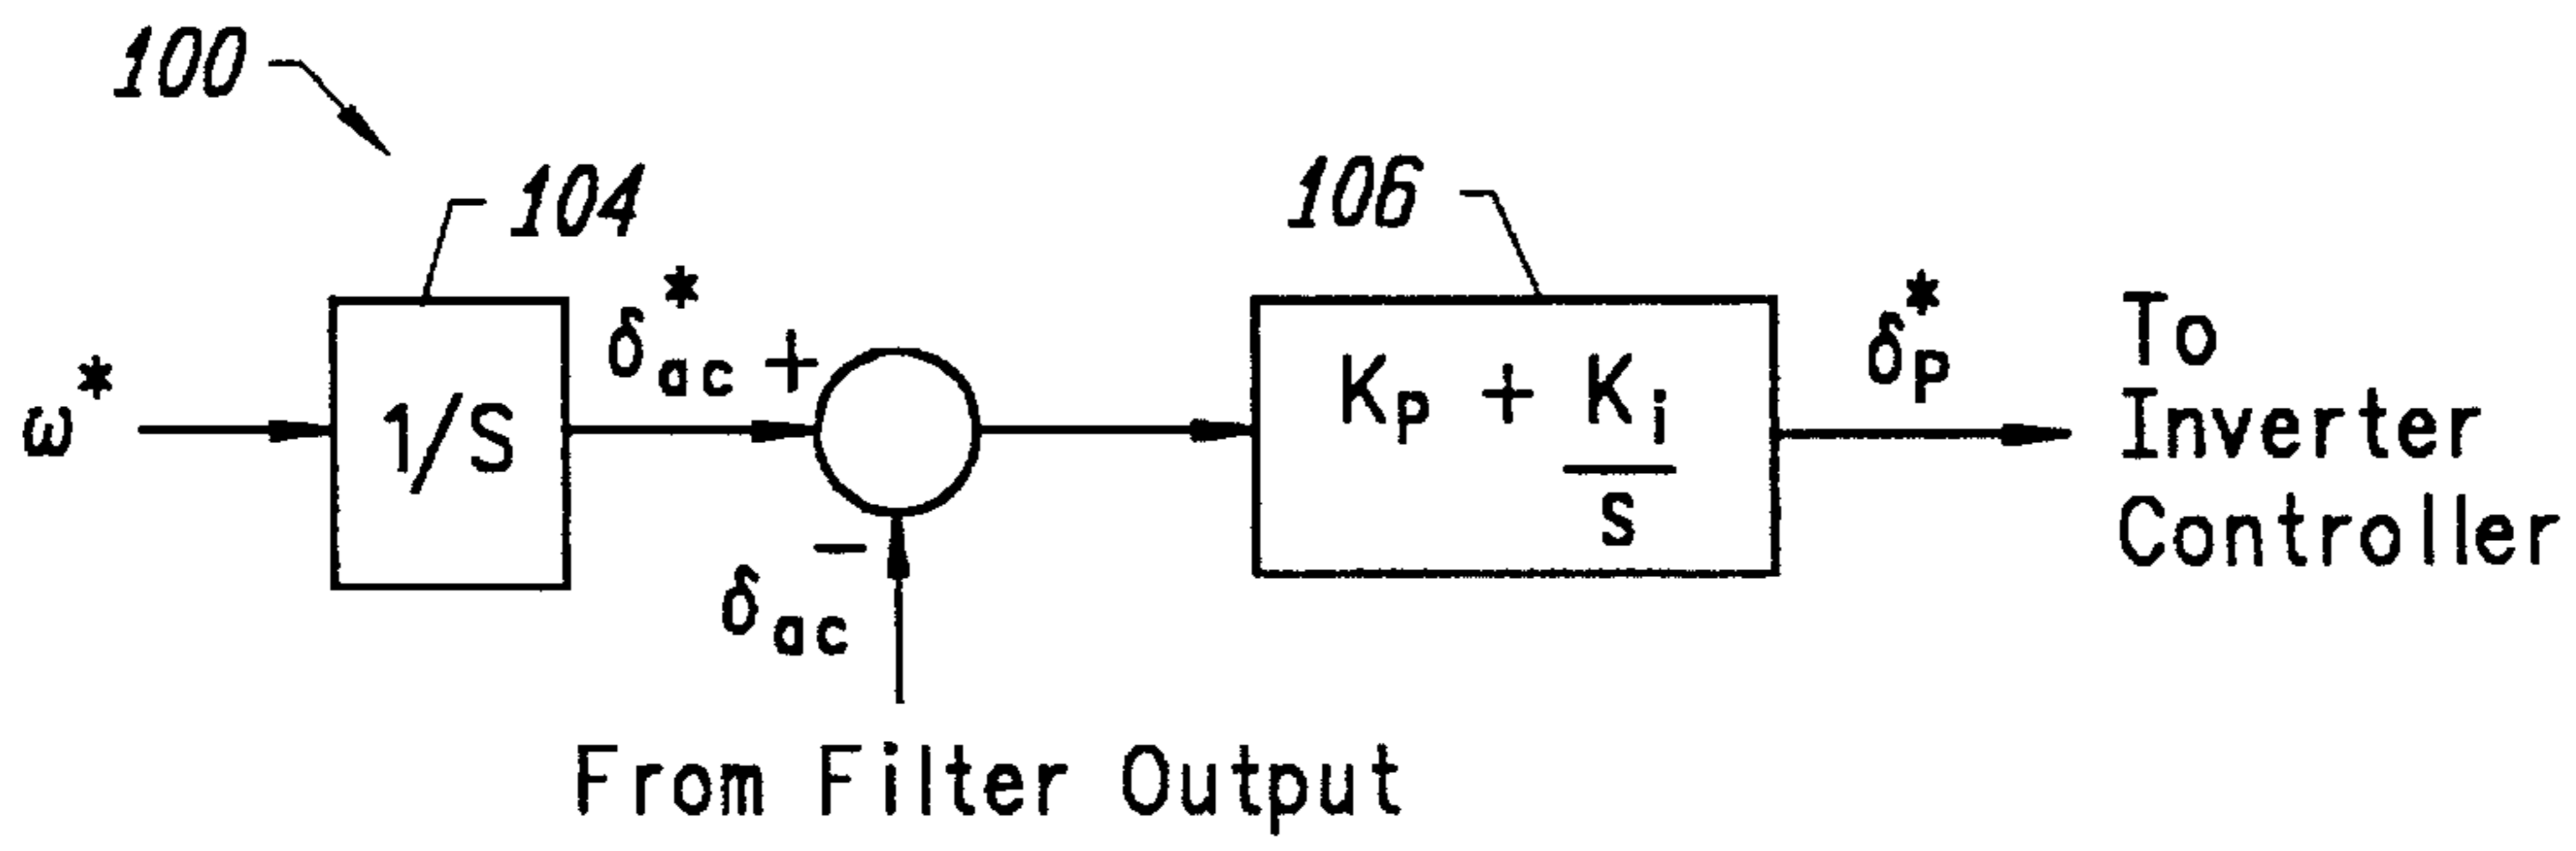 100
104
106
ω*
1/S
δac*
+
δac
−
Kp + Ki
s
δp*
To
Inverter
Controller
From Filter Output